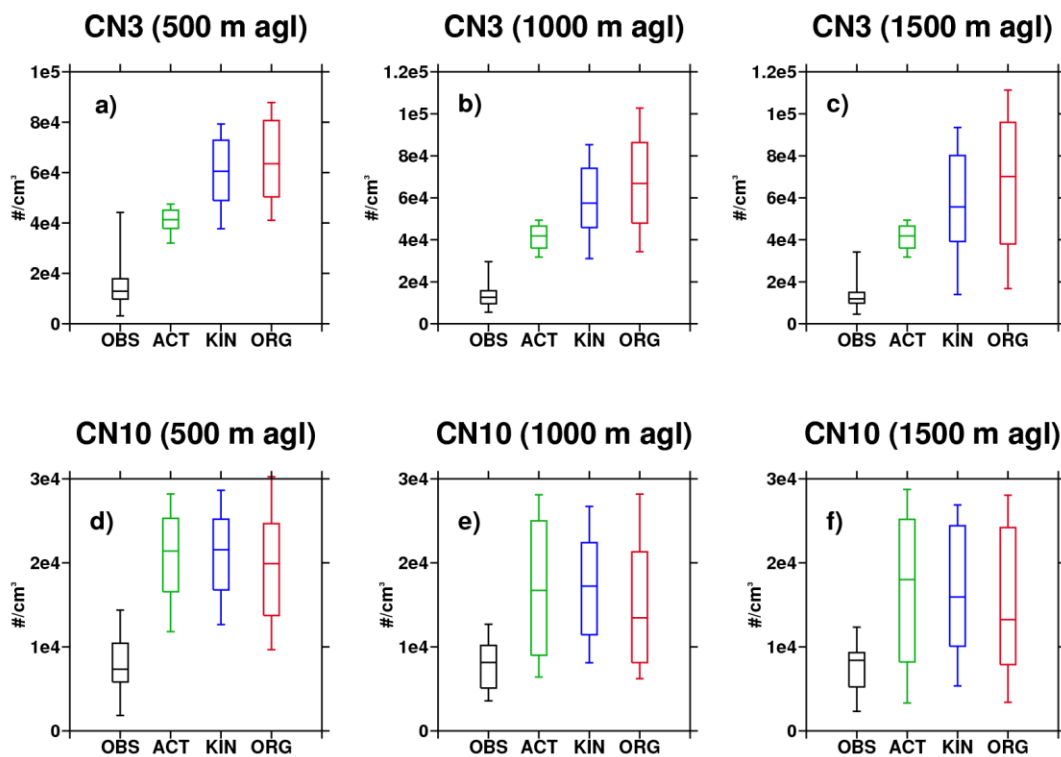 CN3 (500 m agl)
CN3 (1000 m agl)
CN3 (1500 m agl)
1e5
8e4
6e4
4e4
2e4
0
#/cm³
a)
OBS ACT KIN ORG
1.2e5
1e5
8e4
6e4
4e4
2e4
0
#/cm³
b)
OBS ACT KIN ORG
1.2e5
1e5
8e4
6e4
4e4
2e4
0
#/cm³
c)
OBS ACT KIN ORG
CN10 (500 m agl)
CN10 (1000 m agl)
CN10 (1500 m agl)
3e4
2e4
1e4
0
#/cm³
d)
OBS ACT KIN ORG
3e4
2e4
1e4
0
#/cm³
e)
OBS ACT KIN ORG
3e4
2e4
1e4
0
#/cm³
f)
OBS ACT KIN ORG